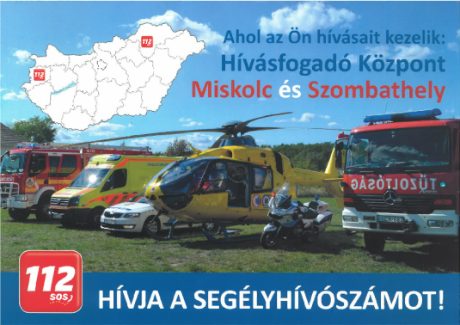 Ahol az Ön hívásait kezelik:
Hívásfogadó Központ
Miskolc és Szombathely
112
112
TŰZOLTÓSÁG
112
SOS
HÍVJA A SEGÉLYHÍVÓSZÁMOT!